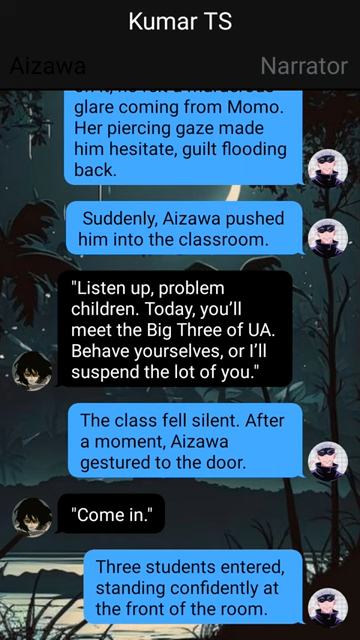 Kumar TS
Aizawa
Narrator
glare coming from Momo.
Her piercing gaze made
him hesitate, guilt flooding
back.
Suddenly, Aizawa pushed
him into the classroom.
"Listen up, problem
children. Today, you'll
meet the Big Three of UA.
Behave yourselves, or I'll
suspend the lot of you."
The class fell silent. After
a moment, Aizawa
gestured to the door.
"Come in."
Three students entered,
standing confidently at
the front of the room.